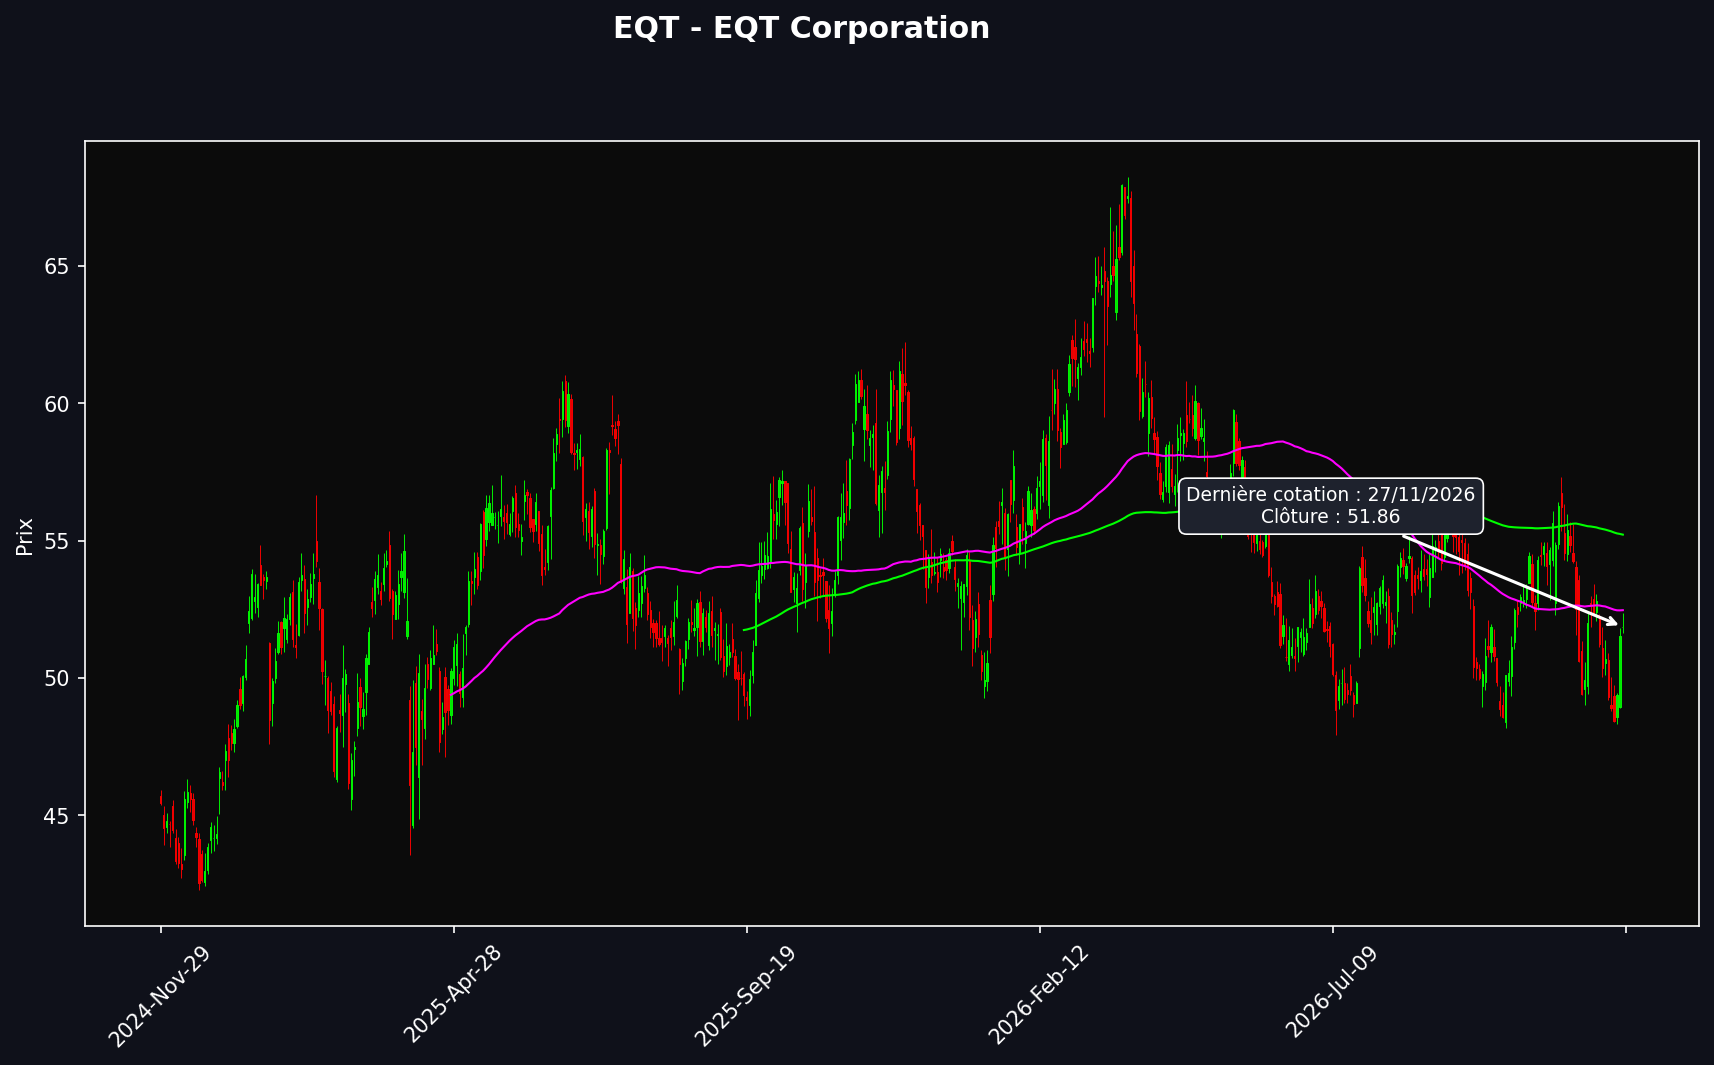 EQT - EQT Corporation
Prix
65
60
55
50
45
Dernière cotation : 27/11/2026
Clôture : 51.86
2024-Nov-29
2025-Apr-28
2025-Sep-19
2026-Feb-12
2026-Jul-09